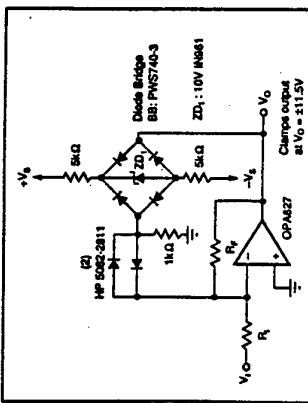 +VS
5kΩ
Diode Bridge
BB: PWS740-3
ZD1
ZD1 : 10V IN961
5kΩ
–VS
(2)
HP 5082-2811
1kΩ
RF
VI
RI
–
+
OPA627
VO
Clamps output
at VO = ±11.5V